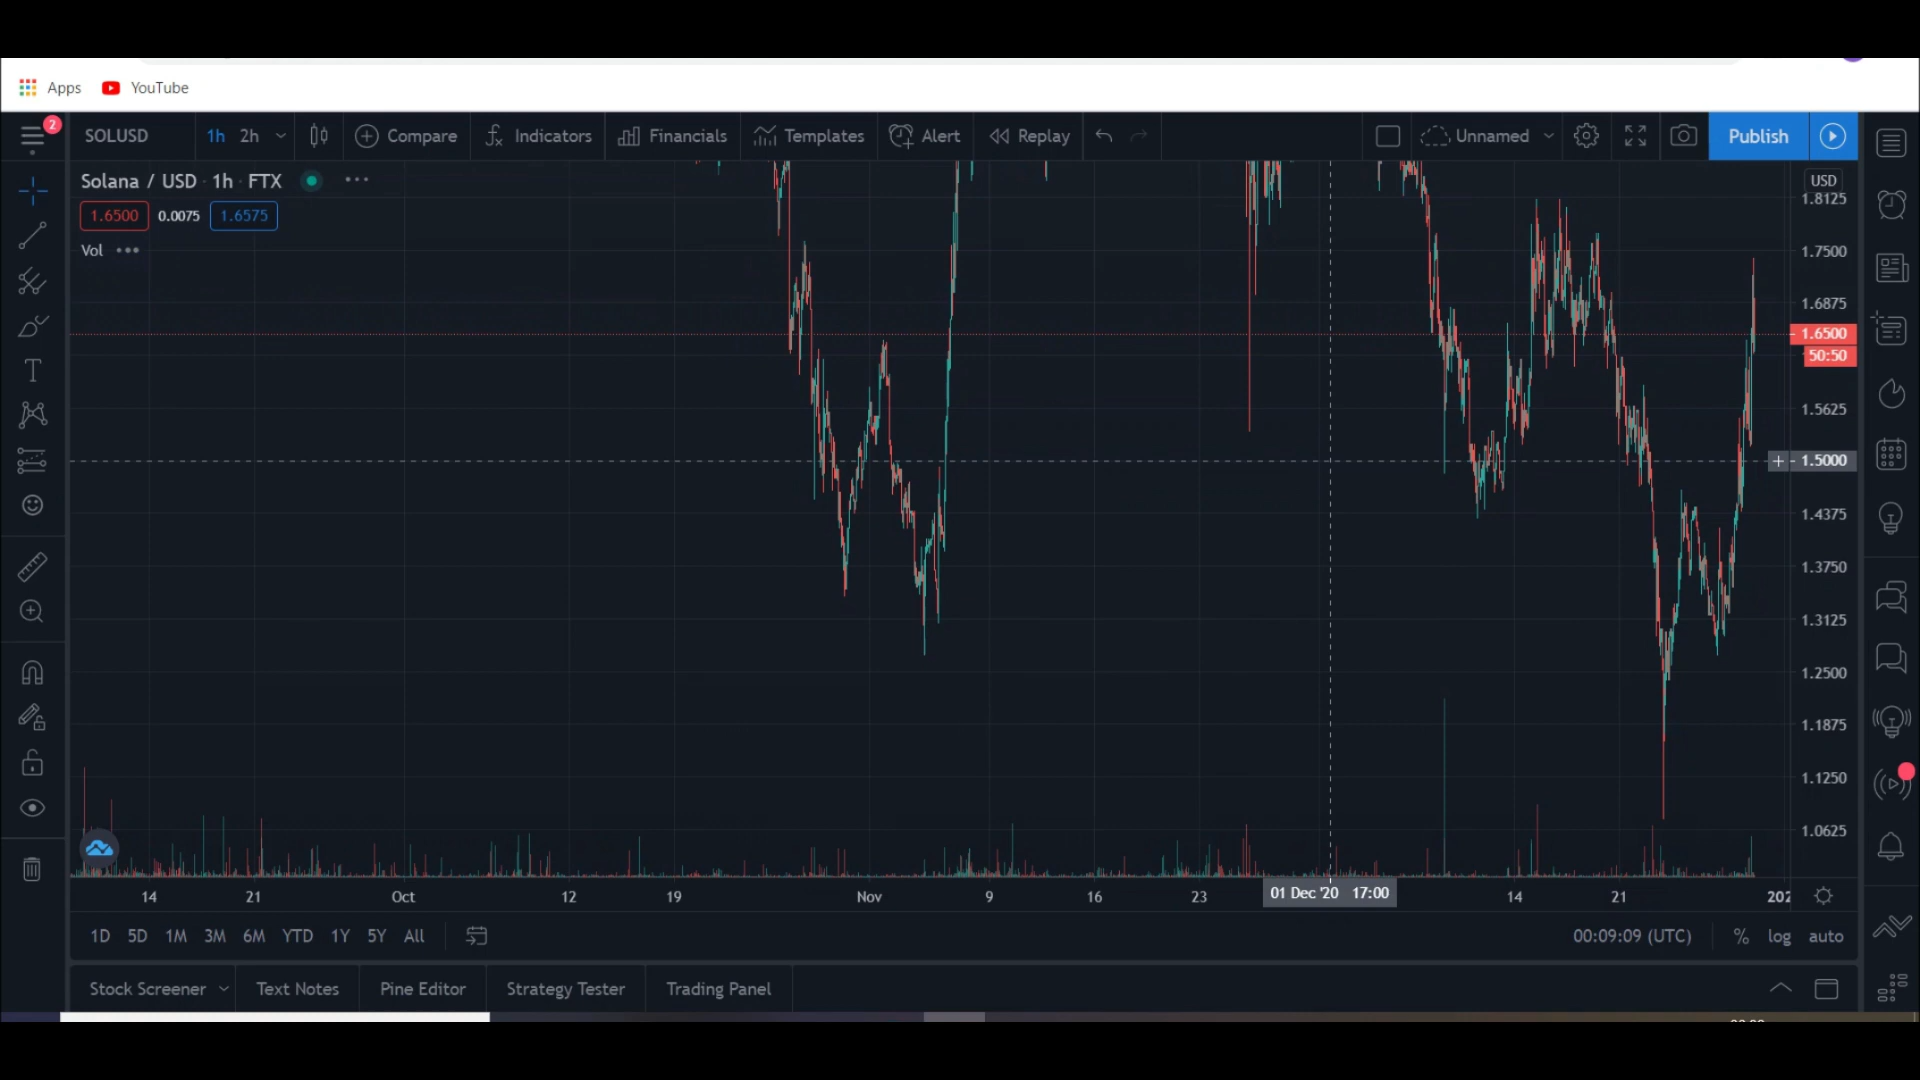 Apps YouTube
2
SOLUSD 1h 2h Compare Indicators Financials Templates Alert Replay Unnamed Publish
Solana / USD · 1h · FTX
1.6500 0.0075 1.6575
Vol
USD
1.8125
1.7500
1.6875
1.6500
50:50
1.5625
1.5000
1.4375
1.3750
1.3125
1.2500
1.1875
1.1250
1.0625
14 21 Oct 12 19 Nov 9 16 23 01 Dec '20 17:00 14 21 202
1D 5D 1M 3M 6M YTD 1Y 5Y All 00:09:09 (UTC) % log auto
Stock Screener Text Notes Pine Editor Strategy Tester Trading Panel